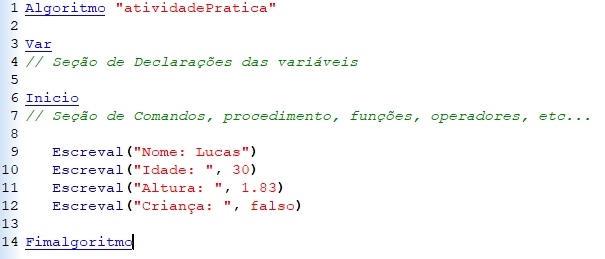 1 Algoritmo "atividadePratica"
2
3 Var
4 // Seção de Declarações das variáveis
5
6 Inicio
7 // Seção de Comandos, procedimento, funções, operadores, etc...
8
9 Escreval("Nome: Lucas")
10 Escreval("Idade: ", 30)
11 Escreval("Altura: ", 1.83)
12 Escreval("Criança: ", falso)
13
14 Fimalgoritmo